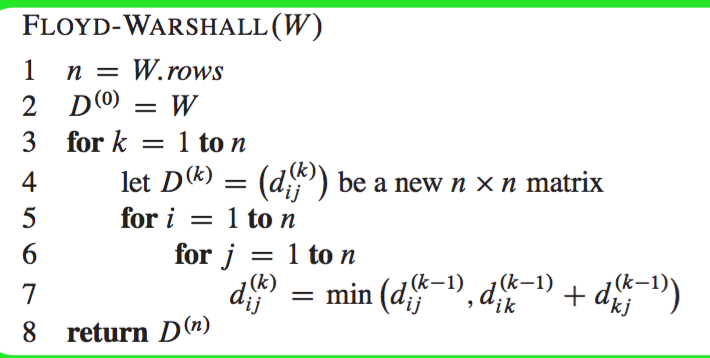 FLOYD-WARSHALL(W)
1 n = W.rows
2 D^(0) = W
3 for k = 1 to n
4 let D^(k) = (d_ij^(k)) be a new n × n matrix
5 for i = 1 to n
6 for j = 1 to n
7 d_ij^(k) = min (d_ij^(k−1), d_ik^(k−1) + d_kj^(k−1))
8 return D^(n)